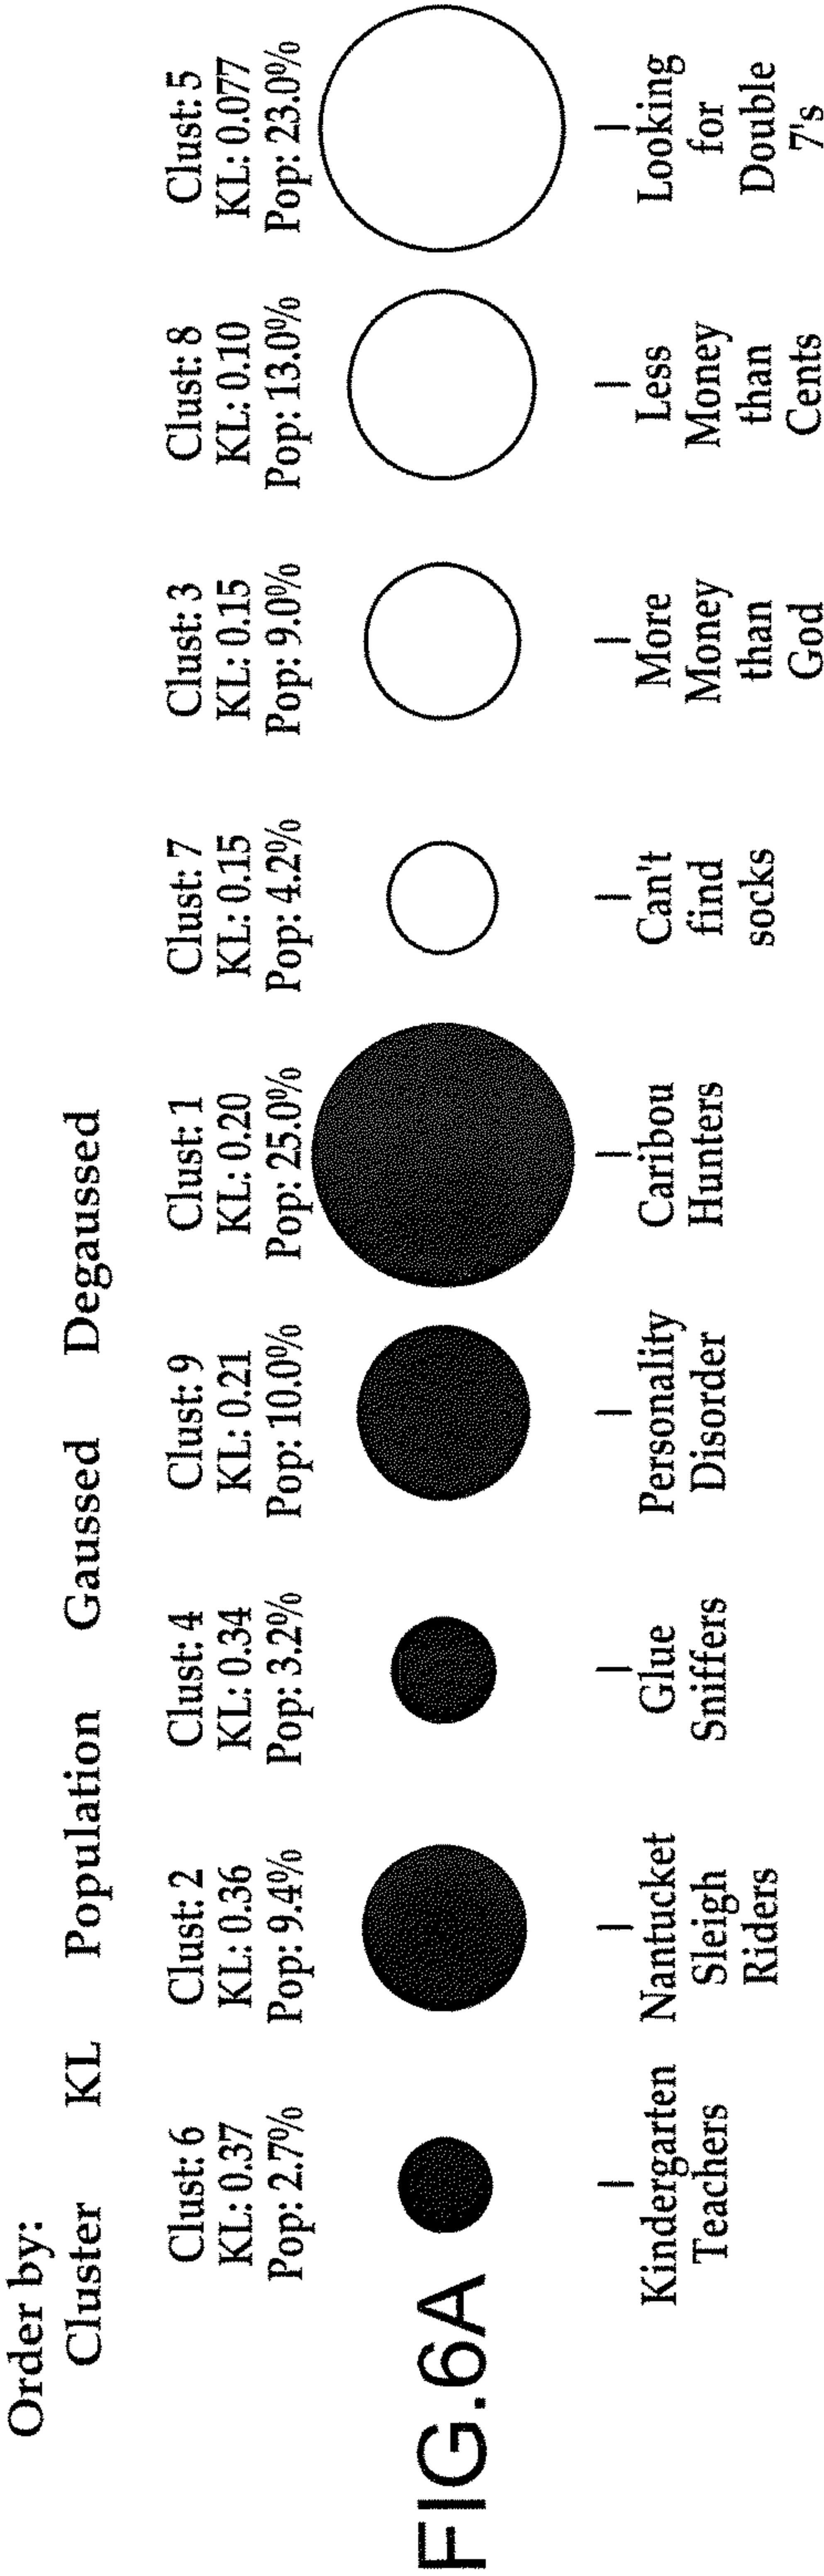 Order by:
Cluster KL Population Gaussed Degaussed
Clust: 6
KL: 0.37
Pop: 2.7%
Clust: 2
KL: 0.36
Pop: 9.4%
Clust: 4
KL: 0.34
Pop: 3.2%
Clust: 9
KL: 0.21
Pop: 10.0%
Clust: 1
KL: 0.20
Pop: 25.0%
Clust: 7
KL: 0.15
Pop: 4.2%
Clust: 3
KL: 0.15
Pop: 9.0%
Clust: 8
KL: 0.10
Pop: 13.0%
Clust: 5
KL: 0.077
Pop: 23.0%
FIG.6A
Kindergarten
Teachers
Nantucket
Sleigh
Riders
Glue
Sniffers
Personality
Disorder
Caribou
Hunters
Can't
find
socks
More
Money
than
God
Less
Money
than
Cents
Looking
for
Double
7's